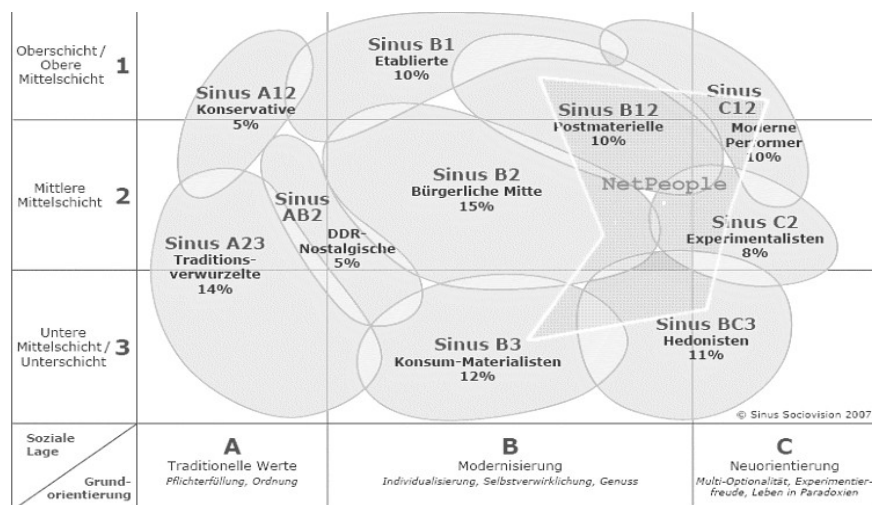 Oberschicht /
Obere
Mittelschicht
1
Sinus B1
Etablierte
10%
Sinus A12
Konservative
5%
Sinus B12
Postmaterielle
10%
Sinus
C12
Moderne
Performer
10%
Mittlere
Mittelschicht
2
Sinus B2
Bürgerliche Mitte
15%
NetPeople
Sinus
AB2
DDR-
Nostalgische
5%
Sinus A23
Traditions-
verwurzelte
14%
Sinus C2
Experimentalisten
8%
Untere
Mittelschicht /
Unterschicht
3
Sinus B3
Konsum-Materialisten
12%
Sinus BC3
Hedonisten
11%
© Sinus Sociovision 2007
Soziale
Lage
Grund-
orientierung
A
Traditionelle Werte
Pflichterfüllung, Ordnung
B
Modernisierung
Individualisierung, Selbstverwirklichung, Genuss
C
Neuorientierung
Multi-Optionalität, Experimentier-
freude, Leben in Paradoxien